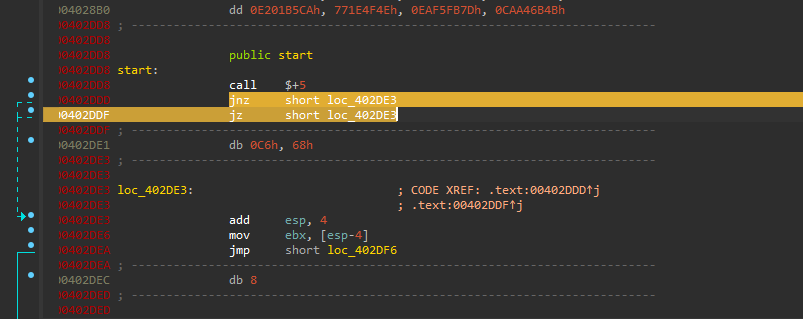 004028B0 dd 0E201B5CAh, 771E4F4Eh, 0EAF5FB7Dh, 0CAA46B4Bh
00402DD8 ; ---------------------------------------------------------------------------
00402DD8
00402DD8 public start
00402DD8 start:
00402DD8 call $+5
00402DDD jnz short loc_402DE3
00402DDF jz short loc_402DE3
00402DDF ; ---------------------------------------------------------------------------
00402DE1 db 0C6h, 68h
00402DE3 ; ---------------------------------------------------------------------------
00402DE3
00402DE3 loc_402DE3: ; CODE XREF: .text:00402DDD↑j
00402DE3 ; .text:00402DDF↑j
00402DE3 add esp, 4
00402DE6 mov ebx, [esp-4]
00402DEA jmp short loc_402DF6
00402DEA ; ---------------------------------------------------------------------------
00402DEC db 8
00402DED ; ---------------------------------------------------------------------------
00402DED